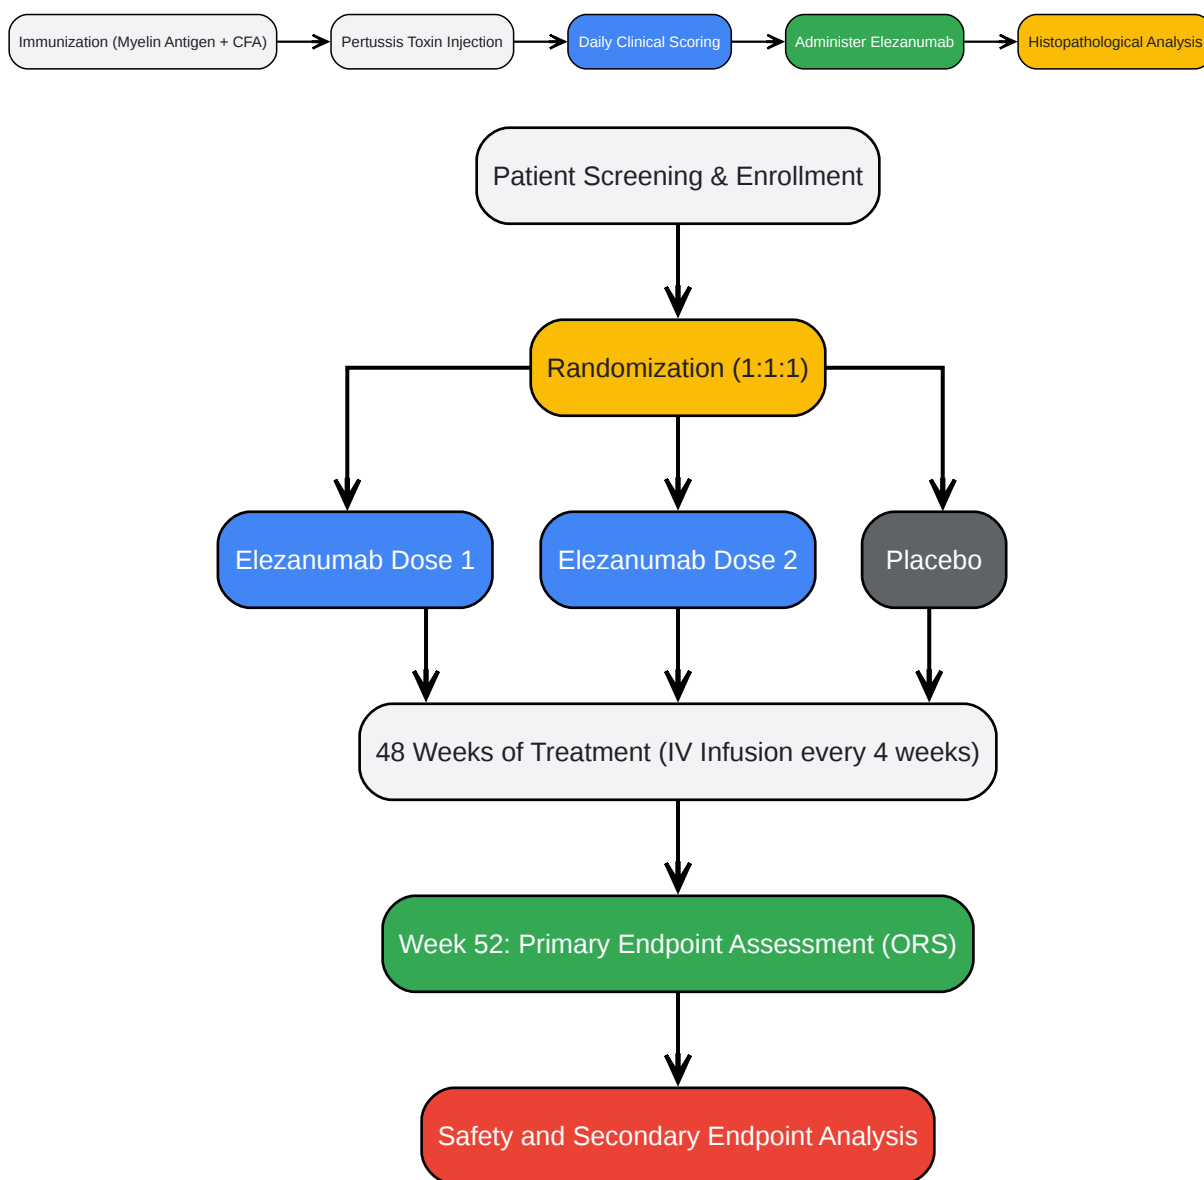 Immunization (Myelin Antigen + CFA)
Pertussis Toxin Injection
Daily Clinical Scoring
Administer Elezanumab
Histopathological Analysis
Patient Screening & Enrollment
Randomization (1:1:1)
Elezanumab Dose 1
Elezanumab Dose 2
Placebo
48 Weeks of Treatment (IV Infusion every 4 weeks)
Week 52: Primary Endpoint Assessment (ORS)
Safety and Secondary Endpoint Analysis